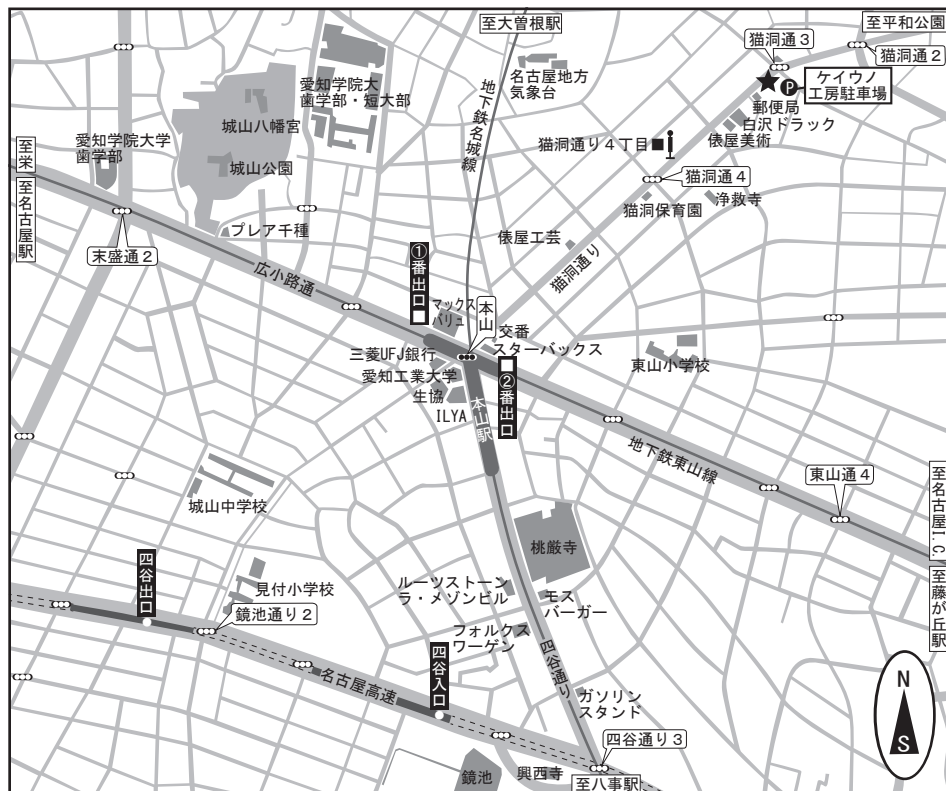 至大曽根駅
至平和公園
猫洞通3
猫洞通2
ケイウノ
工房駐車場
P
郵便局
白沢ドラック
俵屋美術
名古屋地方
気象台
地下鉄名城線
愛知学院大
歯学部・短大部
城山八幡宮
城山公園
愛知学院大学
歯学部
至栄
至名古屋駅
末盛通2
プレア千種
広小路通
猫洞通り4丁目
猫洞通4
猫洞保育園
浄救寺
俵屋工芸
猫洞通り
①番出口
マックス
バリュ
本山
交番
スターバックス
三菱UFJ銀行
愛知工業大学
生協
ILYA
本山駅
②番出口
東山小学校
地下鉄東山線
東山通4
至名古屋I.C.
至藤が丘駅
城山中学校
桃厳寺
四谷出口
見付小学校
鏡池通り2
ルーツストーン
ラ・メゾンビル
モス
バーガー
フォルクス
ワーゲン
四谷通り
四谷入口
名古屋高速
ガソリン
スタンド
四谷通り3
鏡池
興西寺
至八事駅
N
S